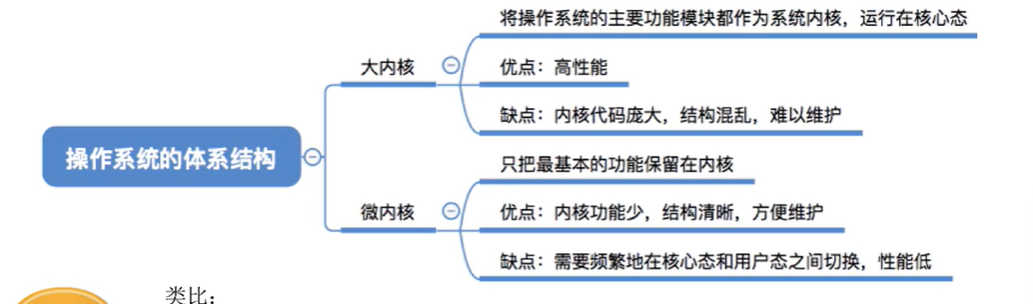 将操作系统的主要功能模块都作为系统内核，运行在核心态
大内核
优点：高性能
缺点：内核代码庞大，结构混乱，难以维护
操作系统的体系结构
只把最基本的功能保留在内核
微内核
优点：内核功能少，结构清晰，方便维护
缺点：需要频繁地在核心态和用户态之间切换，性能低
类比：